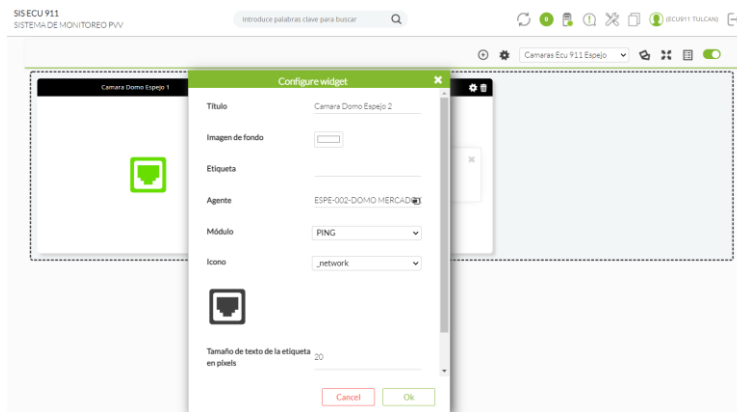 SIS ECU 911
SISTEMA DE MONITOREO PVV
Introduce palabras clave para buscar
0
(ECU911 TULCAN)
Camaras Ecu 911 Espejo
Camara Domo Espejo 1
Configure widget
Título
Camara Domo Espejo 2
Imagen de fondo
Etiqueta
Agente
ESPE-002-DOMO MERCADO
Módulo
PING
Icono
_network
Tamaño de texto de la etiqueta
en píxels
20
Cancel
Ok